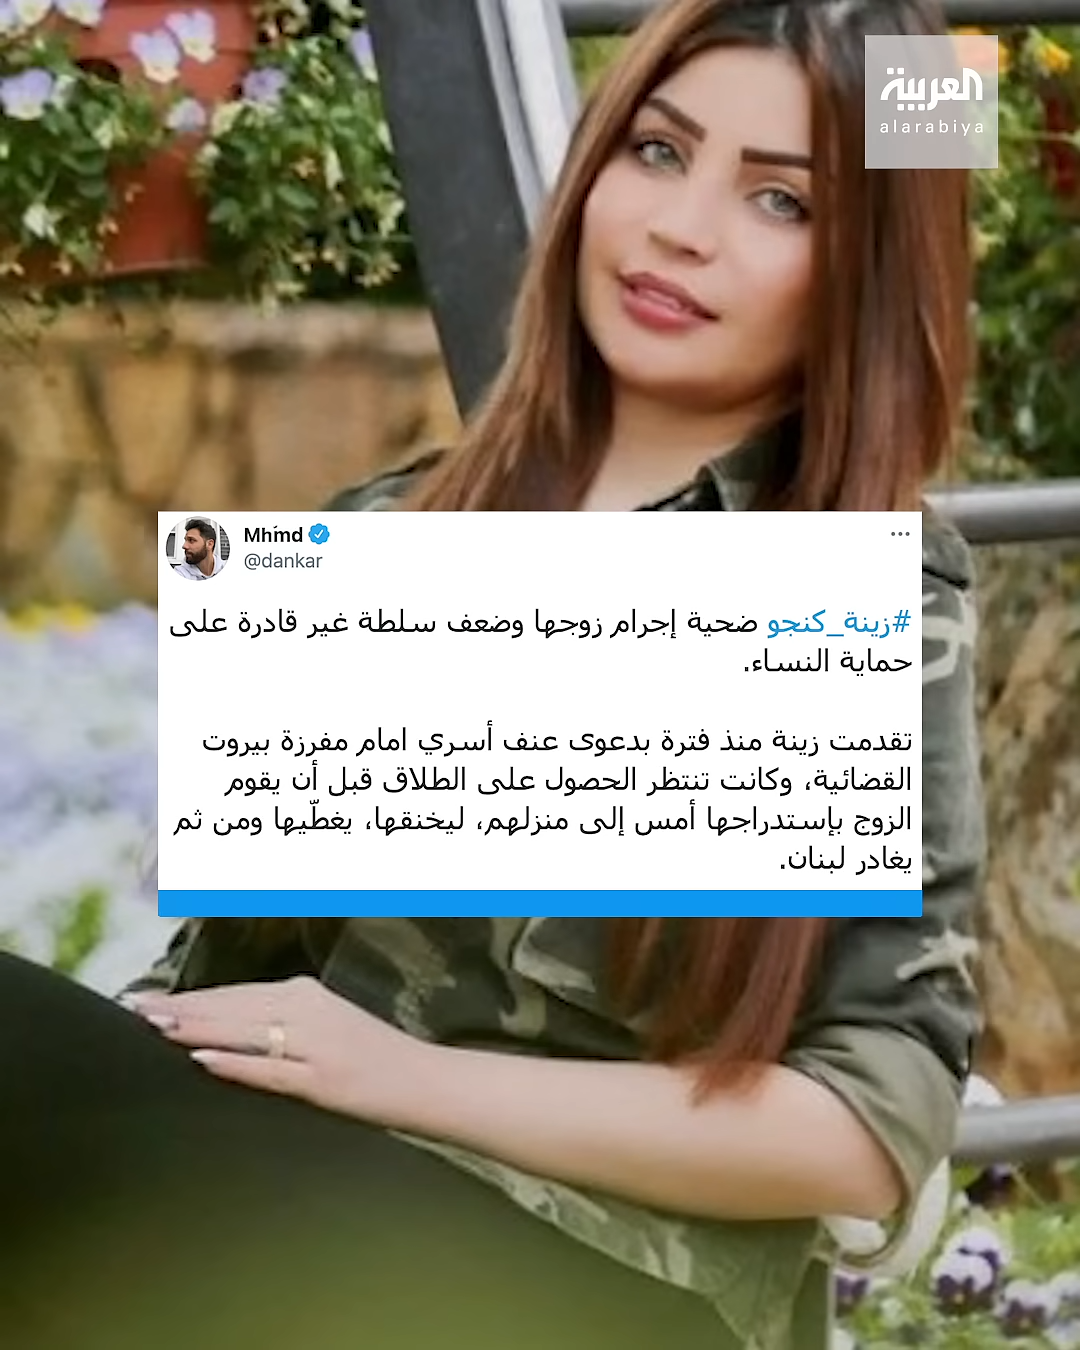 العربية
alarabiya
Mhímd
@dankar
#زينة_كنجو ضحية إجرام زوجها وضعف سلطة غير قادرة على
حماية النساء.
تقدمت زينة منذ فترة بدعوى عنف أسري امام مفرزة بيروت
القضائية، وكانت تنتظر الحصول على الطلاق قبل أن يقوم
الزوج بإستدراجها أمس إلى منزلهم، ليخنقها، يغطّيها ومن ثم
يغادر لبنان.